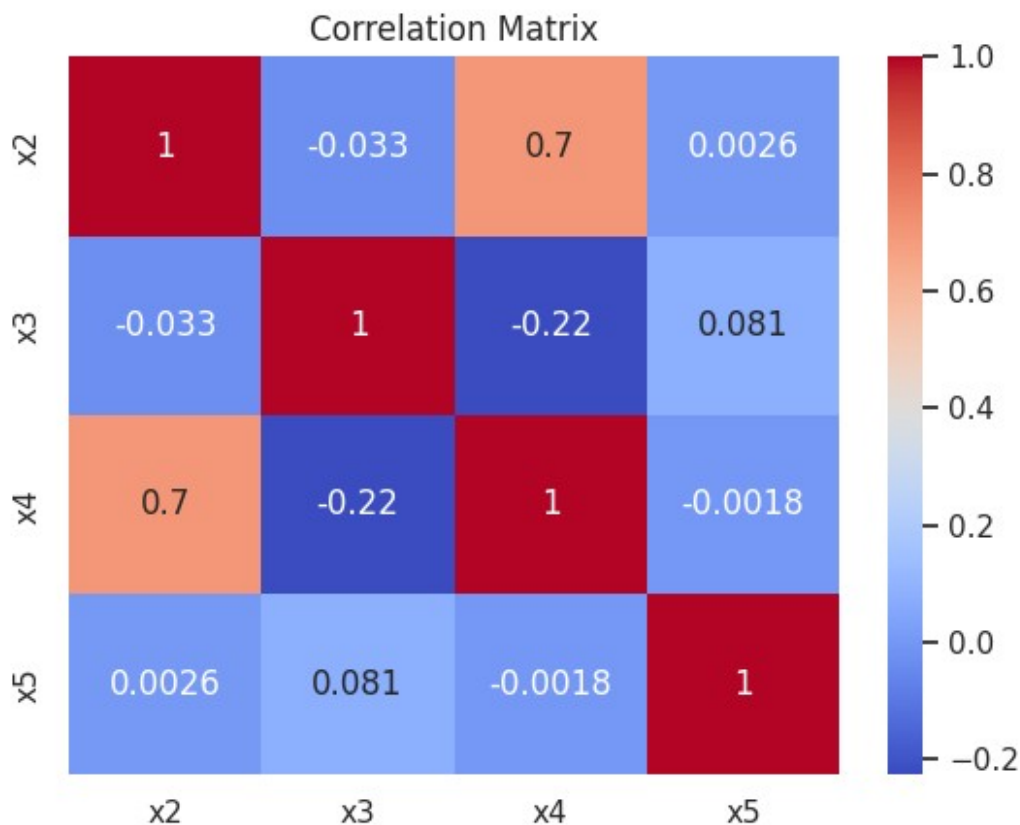 Correlation Matrix
x2 1 -0.033 0.7 0.0026
x3 -0.033 1 -0.22 0.081
x4 0.7 -0.22 1 -0.0018
x5 0.0026 0.081 -0.0018 1
x2 x3 x4 x5
1.0
0.8
0.6
0.4
0.2
0.0
−0.2